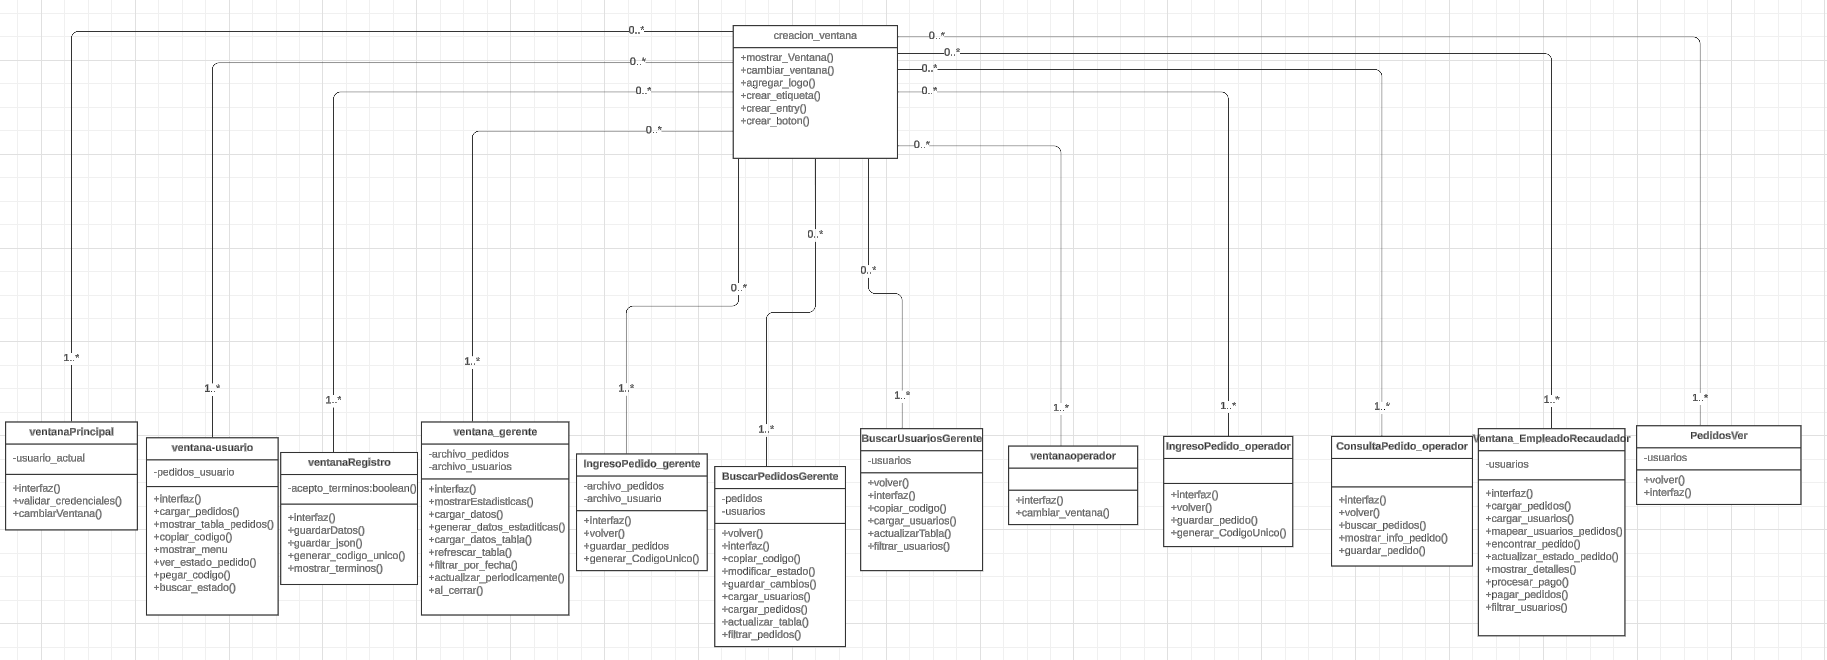 creacion_ventana
+mostrar_Ventana()
+cambiar_ventana()
+agregar_logo()
+crear_etiqueta()
+crear_entry()
+crear_boton()
0..*
0..*
0..*
0..*
0..*
0..*
0..*
0..*
0..*
0..*
0..*
0..*
1..*
1..*
1..*
1..*
1..*
1..*
1..*
1..*
1..*
1..*
1..*
1..*
ventanaPrincipal
-usuario_actual
+interfaz()
+validar_credenciales()
+cambiarVentana()
ventana-usuario
-pedidos_usuario
+interfaz()
+cargar_pedidos()
+mostrar_tabla_pedidos()
+copiar_codigo()
+mostrar_menu
+ver_estado_pedido()
+pegar_codigo()
+buscar_estado()
ventanaRegistro
-acepto_terminos:boolean()
+interfaz()
+guardarDatos()
+guardar_json()
+generar_codigo_unico()
+mostrar_terminos()
ventana_gerente
-archivo_pedidos
-archivo_usuarios
+interfaz()
+mostrarEstadisticas()
+cargar_datos()
+generar_datos_estaditicas()
+cargar_datos_tabla()
+refrescar_tabla()
+filtrar_por_fecha()
+actualizar_periodicamente()
+al_cerrar()
IngresoPedido_gerente
-archivo_pedidos
-archivo_usuario
+interfaz()
+volver()
+guardar_pedidos
+generar_CodigoUnico()
BuscarPedidosGerente
-pedidos
-usuarios
+volver()
+interfaz()
+copiar_codigo()
+modificar_estado()
+guardar_cambios()
+cargar_usuarios()
+cargar_pedidos()
+actualizar_tabla()
+filtrar_pedidos()
BuscarUsuariosGerente
-usuarios
+volver()
+interfaz()
+copiar_codigo()
+cargar_usuarios()
+actualizarTabla()
+filtrar_usuarios()
ventanaoperador
+interfaz()
+cambiar_ventana()
IngresoPedido_operador
+interfaz()
+volver()
+guardar_pedido()
+generar_CodigoUnico()
ConsultaPedido_operador
+interfaz()
+volver()
+buscar_pedidos()
+mostrar_info_pedido()
+guardar_pedido()
Ventana_EmpleadoRecaudador
-usuarios
+interfaz()
+cargar_pedidos()
+cargar_usuarios()
+mapear_usuarios_pedidos()
+encontrar_pedido()
+actualizar_estado_pedido()
+mostrar_detalles()
+procesar_pago()
+pagar_pedidos()
+filtrar_usuarios()
PedidosVer
-usuarios
+volver()
+interfaz()